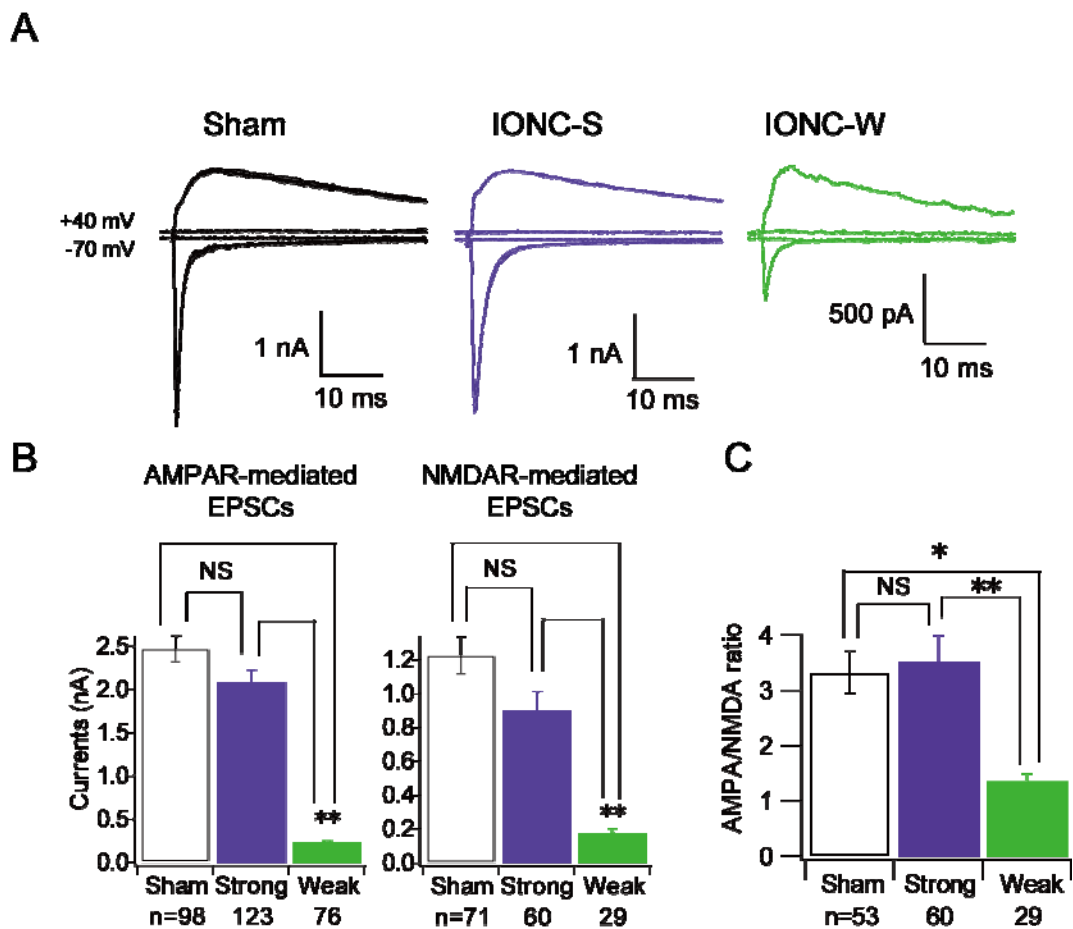 A
Sham IONC-S IONC-W
+40 mV
-70 mV
1 nA
10 ms
1 nA
10 ms
500 pA
10 ms
B
AMPAR-mediated
EPSCs
NS
**
Currents (nA)
2.5
2.0
1.5
1.0
0.5
0.0
Sham Strong Weak
n=98 123 76
NMDAR-mediated
EPSCs
NS
**
1.2
1.0
0.8
0.6
0.4
0.2
0.0
Sham Strong Weak
n=71 60 29
C
*
NS **
AMPA/NMDA ratio
4
3
2
1
0
Sham Strong Weak
n=53 60 29